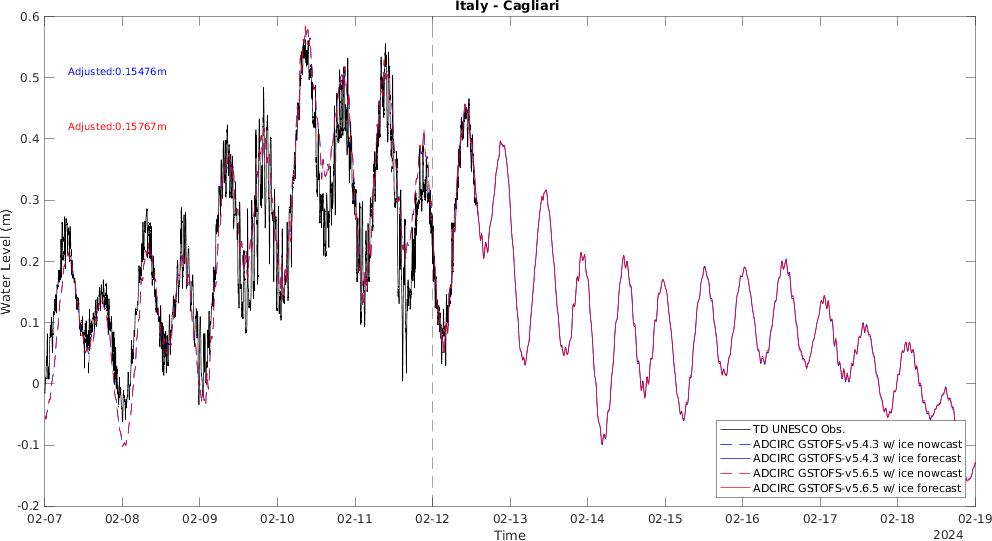 Italy - Cagliari
0.6
0.5
0.4
0.3
0.2
0.1
0
-0.1
-0.2
Water Level (m)
Adjusted:0.15476m
Adjusted:0.15767m
TD UNESCO Obs.
ADCIRC GSTOFS-v5.4.3 w/ ice nowcast
ADCIRC GSTOFS-v5.4.3 w/ ice forecast
ADCIRC GSTOFS-v5.6.5 w/ ice nowcast
ADCIRC GSTOFS-v5.6.5 w/ ice forecast
02-07 02-08 02-09 02-10 02-11 02-12 02-13 02-14 02-15 02-16 02-17 02-18 02-19
Time
2024